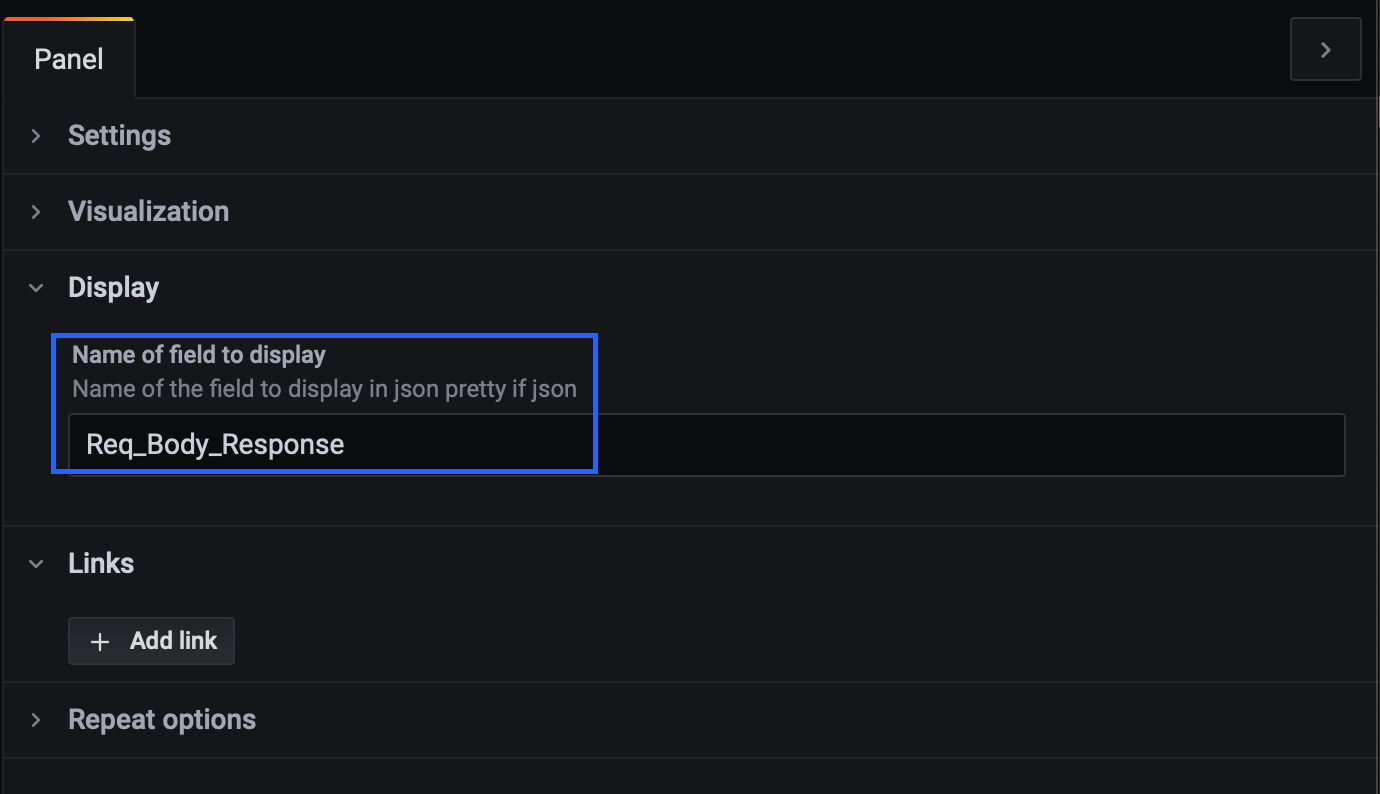 Panel
Settings
Visualization
Display
Name of field to display
Name of the field to display in json pretty if json
Req_Body_Response
Links
Add link
Repeat options